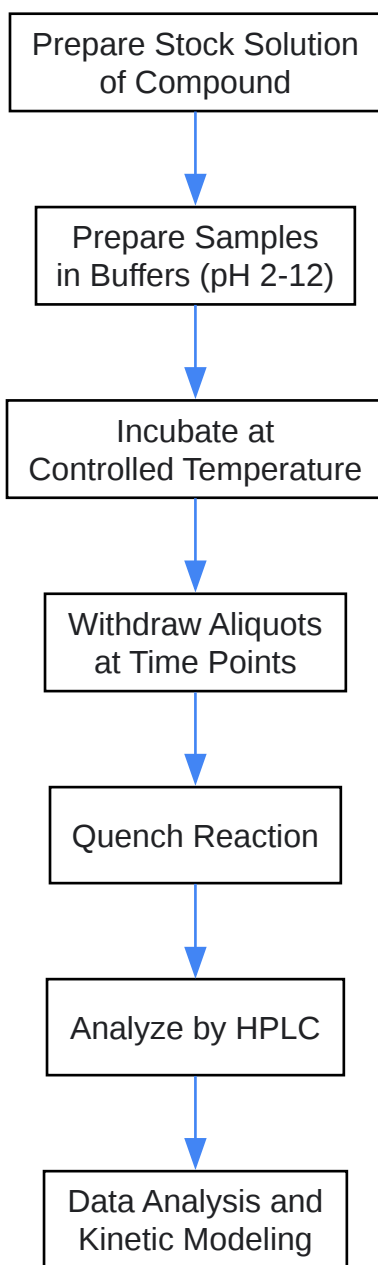 Prepare Stock Solution
of Compound
Prepare Samples
in Buffers (pH 2-12)
Incubate at
Controlled Temperature
Withdraw Aliquots
at Time Points
Quench Reaction
Analyze by HPLC
Data Analysis and
Kinetic Modeling